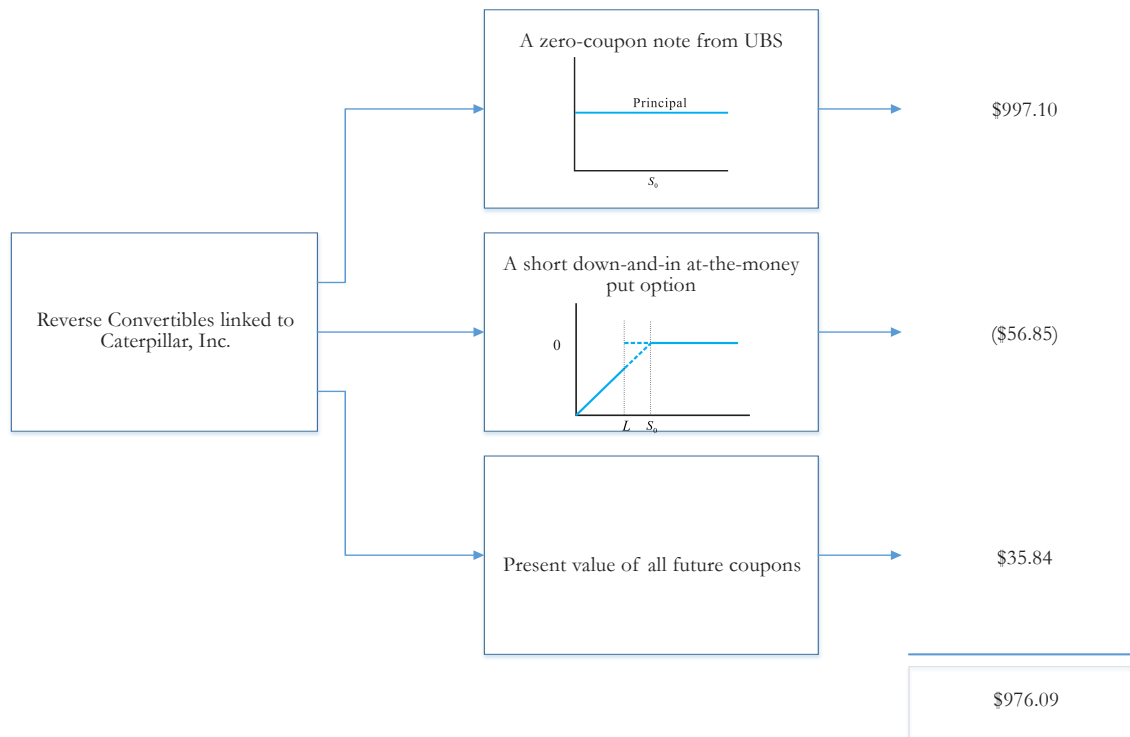 A zero-coupon note from UBS
Principal
S₀
$997.10
Reverse Convertibles linked to
Caterpillar, Inc.
A short down-and-in at-the-money
put option
0
L S₀
($56.85)
Present value of all future coupons
$35.84
$976.09